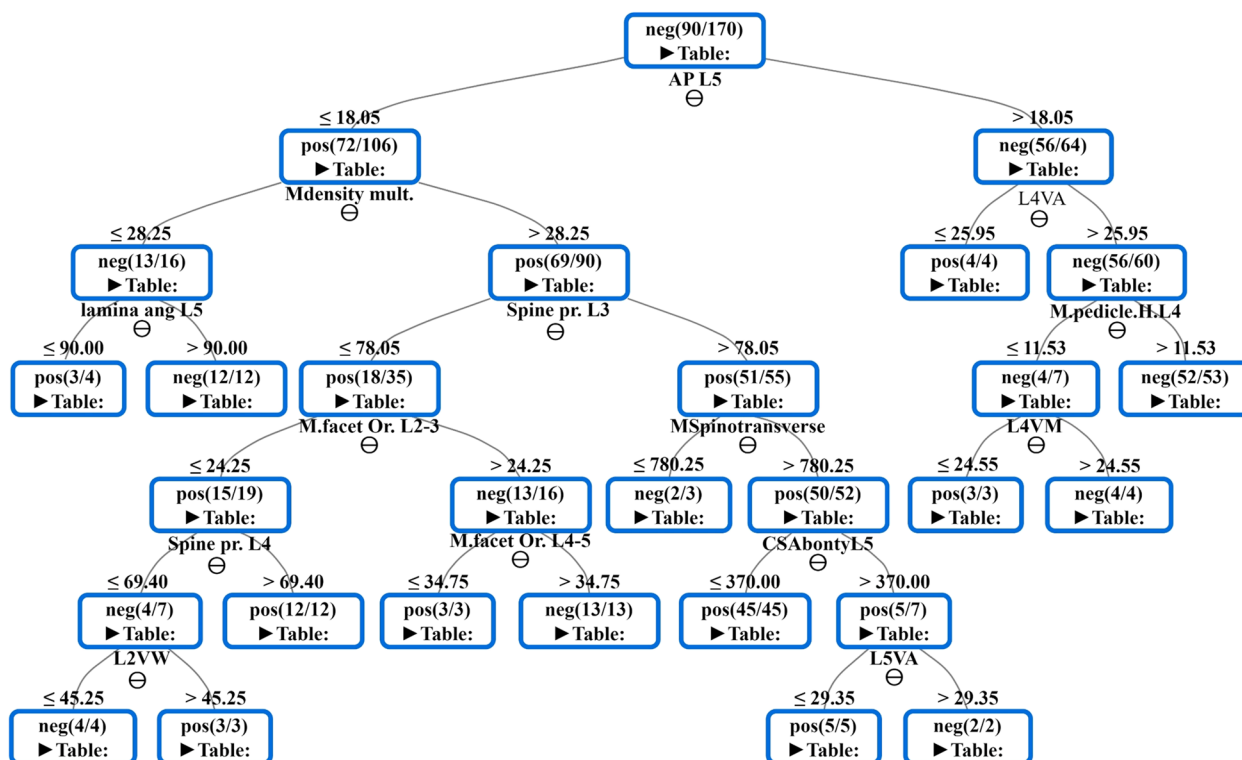 neg(90/170)
►Table:
AP L5
≤ 18.05
> 18.05
pos(72/106)
►Table:
neg(56/64)
►Table:
Mdensity mult.
L4VA
≤ 28.25
> 28.25
≤ 25.95
> 25.95
neg(13/16)
►Table:
pos(69/90)
►Table:
pos(4/4)
►Table:
neg(56/60)
►Table:
lamina ang L5
Spine pr. L3
M.pedicle.H.L4
≤ 90.00
> 90.00
≤ 78.05
> 78.05
≤ 11.53
> 11.53
pos(3/4)
►Table:
neg(12/12)
►Table:
pos(18/35)
►Table:
pos(51/55)
►Table:
neg(4/7)
►Table:
neg(52/53)
►Table:
M.facet Or. L2-3
MSpinotransverse
L4VM
≤ 24.25
> 24.25
≤ 780.25
> 780.25
≤ 24.55
> 24.55
pos(15/19)
►Table:
neg(13/16)
►Table:
neg(2/3)
►Table:
pos(50/52)
►Table:
pos(3/3)
►Table:
neg(4/4)
►Table:
Spine pr. L4
M.facet Or. L4-5
CSAbontyL5
≤ 69.40
> 69.40
≤ 34.75
> 34.75
≤ 370.00
> 370.00
neg(4/7)
►Table:
pos(12/12)
►Table:
pos(3/3)
►Table:
neg(13/13)
►Table:
pos(45/45)
►Table:
pos(5/7)
►Table:
L2VW
L5VA
≤ 45.25
> 45.25
≤ 29.35
> 29.35
neg(4/4)
►Table:
pos(3/3)
►Table:
pos(5/5)
►Table:
neg(2/2)
►Table: